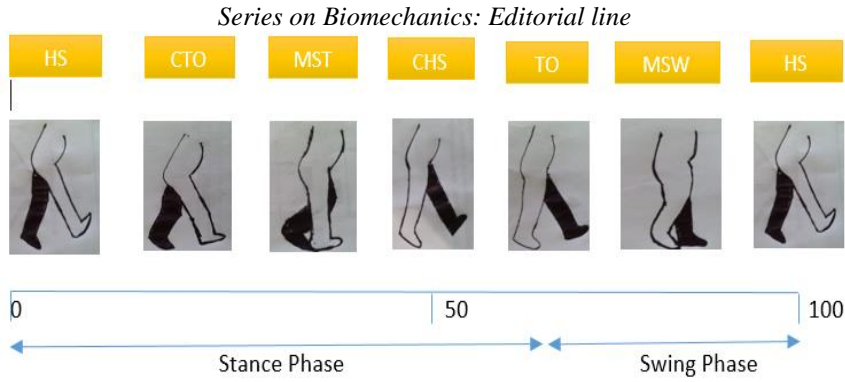 Series on Biomechanics: Editorial line
HS CTO MST CHS TO MSW HS
0 50 100
Stance Phase Swing Phase